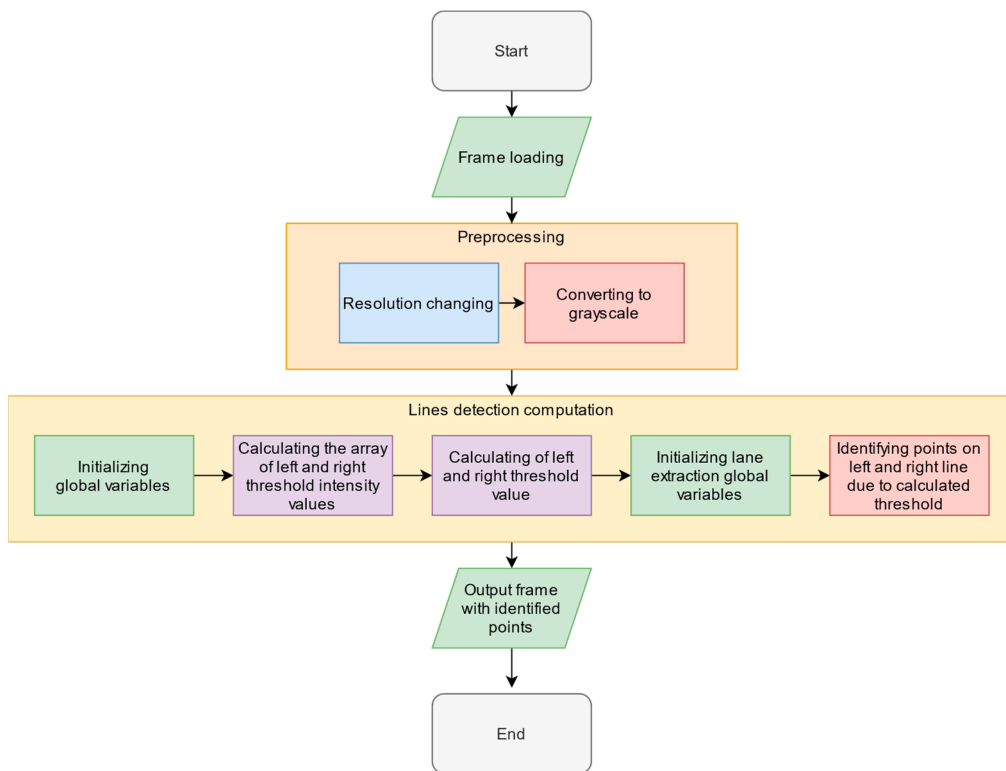 Start
Frame loading
Preprocessing
Resolution changing
Converting to
grayscale
Lines detection computation
Initializing
global variables
Calculating the array
of left and right
threshold intensity
values
Calculating of left
and right threshold
value
Initializing lane
extraction global
variables
Identifying points on
left and right line
due to calculated
threshold
Output frame
with identified
points
End